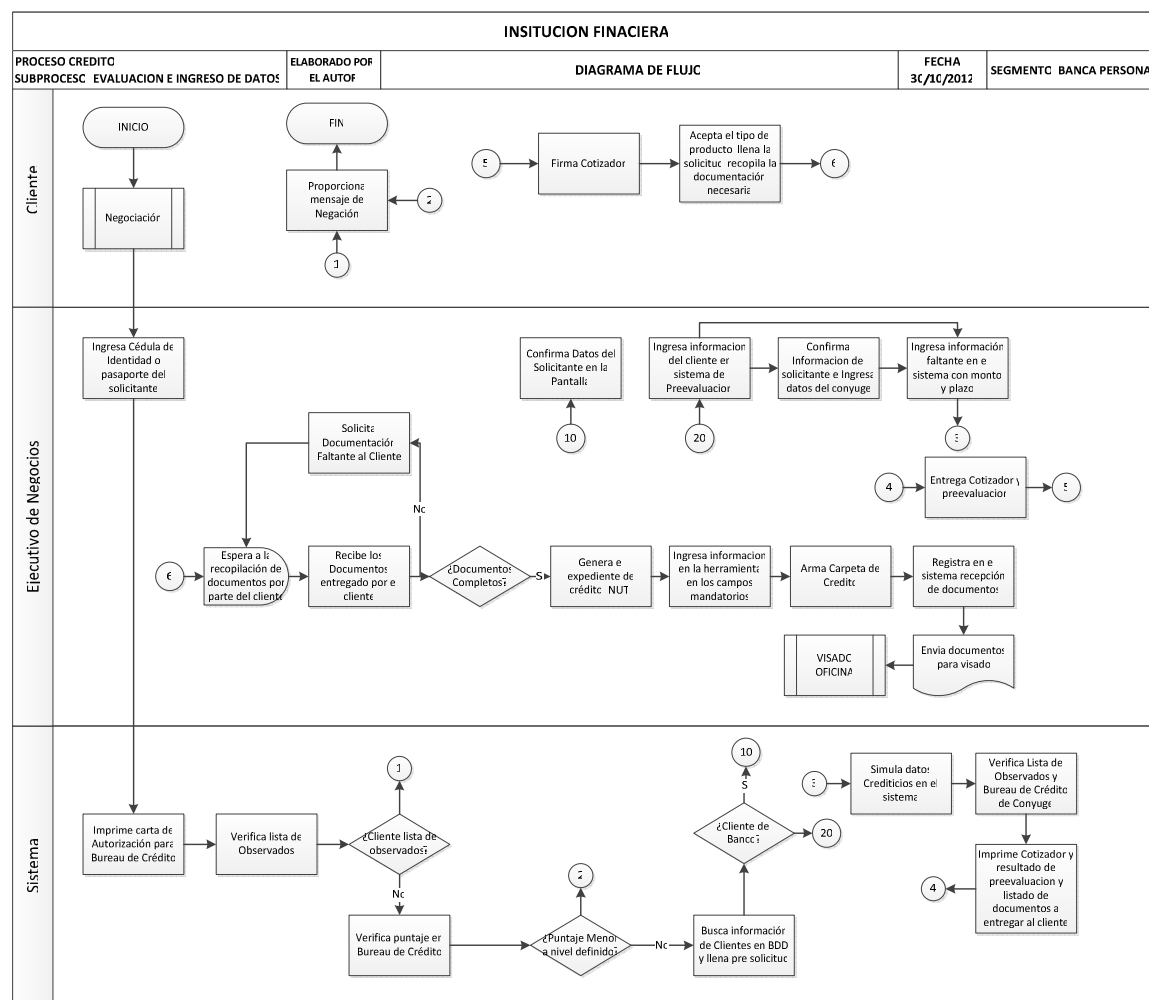 INSITUCION FINACIERA
PROCESO CREDITO
SUBPROCESO EVALUACION E INGRESO DE DATOS
ELABORADO POR
EL AUTOR
DIAGRAMA DE FLUJO
FECHA
30/10/2012
SEGMENTO BANCA PERSONA
Cliente
INICIO
Negociación
FIN
Proporciona
mensaje de
Negación
2
1
5
Firma Cotizador
Acepta el tipo de
producto llena la
solicitud recopila la
documentación
necesaria
6
Ejecutivo de Negocios
Ingresa Cédula de
Identidad o
pasaporte del
solicitante
Confirma Datos del
Solicitante en la
Pantalla
10
Ingresa informacion
del cliente en
sistema de
Preevaluacion
20
Confirma
Informacion de
solicitante e Ingresa
datos del conyuge
Ingresa información
faltante en e
sistema con monto
y plazo
3
4
Entrega Cotizador y
preevaluacion
5
Solicita
Documentación
Faltante al Cliente
No
6
Espera a la
recopilación de
documentos por
parte del cliente
Recibe los
Documentos
entregado por e
cliente
¿Documentos
Completos?
S
Genera e
expediente de
crédito NUT
Ingresa informacion
en la herramienta
en los campos
mandatorios
Arma Carpeta de
Credito
Registra en e
sistema recepción
de documentos
Envia documentos
para visado
VISADO
OFICINA
Sistema
Imprime carta de
Autorización para
Bureau de Crédito
Verifica lista de
Observados
¿Cliente lista de
observados?
1
No
Verifica puntaje en
Bureau de Crédito
¿Puntaje Menor
a nivel definido?
2
No
Busca información
de Clientes en BDD
y llena pre solicitud
¿Cliente de
Banco?
S
10
20
3
Simula datos
Crediticios en el
sistema
Verifica Lista de
Observados y
Bureau de Crédito
de Conyuge
Imprime Cotizador y
resultado de
preevaluacion y
listado de
documentos a
entregar al cliente
4